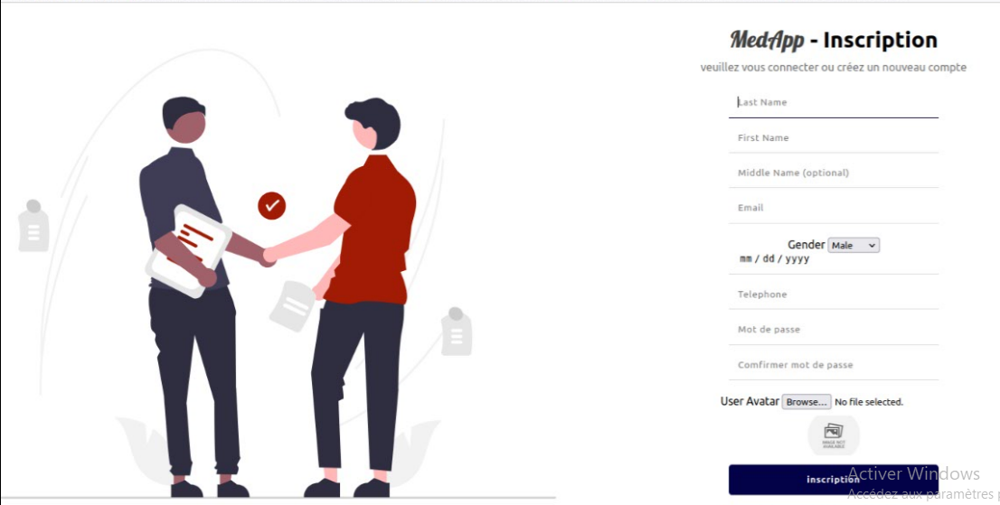 MedApp - Inscription
veuillez vous connecter ou créez un nouveau compte
Last Name
First Name
Middle Name (optional)
Email
Gender Male
mm / dd / yyyy
Telephone
Mot de passe
Comfirmer mot de passe
User Avatar Browse... No file selected.
IMAGE NOT
AVAILABLE
inscription
Activer Windows
Accédez aux paramètres p